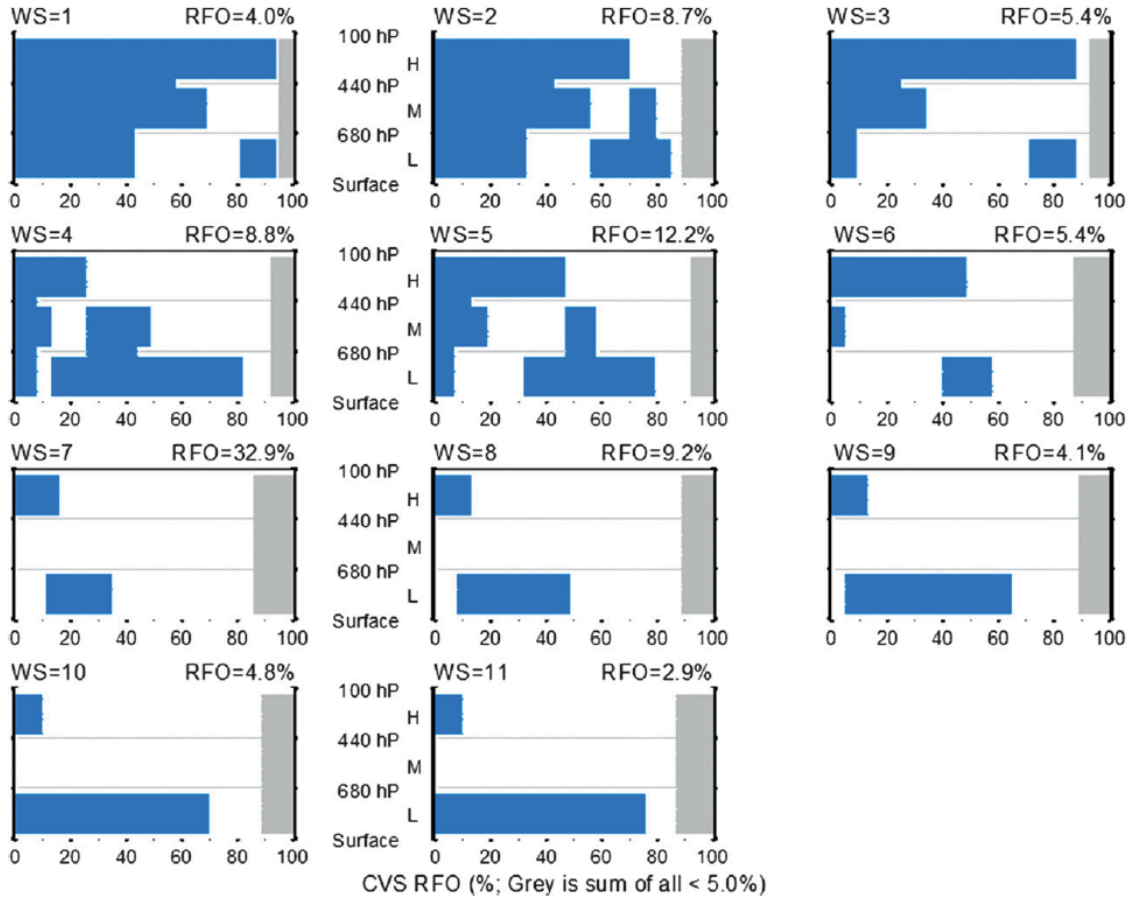 WS=1 RFO=4.0% WS=2 RFO=8.7% WS=3 RFO=5.4%
100 hP
H
440 hP
M
680 hP
L
Surface
0 20 40 60 80 100 0 20 40 60 80 100 0 20 40 60 80 100
WS=4 RFO=8.8% WS=5 RFO=12.2% WS=6 RFO=5.4%
100 hP
H
440 hP
M
680 hP
L
Surface
0 20 40 60 80 100 0 20 40 60 80 100 0 20 40 60 80 100
WS=7 RFO=32.9% WS=8 RFO=9.2% WS=9 RFO=4.1%
100 hP
H
440 hP
M
680 hP
L
Surface
0 20 40 60 80 100 0 20 40 60 80 100 0 20 40 60 80 100
WS=10 RFO=4.8% WS=11 RFO=2.9%
100 hP
H
440 hP
M
680 hP
L
Surface
0 20 40 60 80 100 0 20 40 60 80 100
CVS RFO (%; Grey is sum of all < 5.0%)